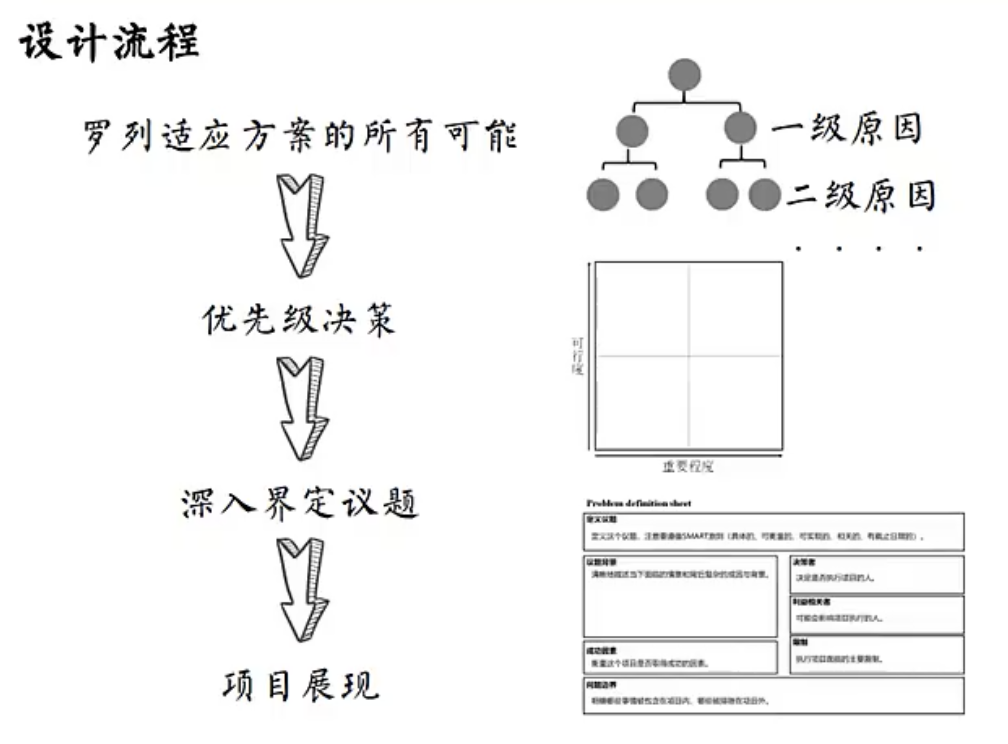 设计流程
罗列适应方案的所有可能
优先级决策
深入界定议题
项目展现
一级原因
二级原因
. . . .
可行度
重要程度
Problem definition sheet
定义议题
定义这个议题，注意要遵循SMART原则（具体的、可衡量的、可实现的、相关的、有截止日期的）。
议题背景
清晰地描述当下面临的情景和背后复杂的成因与背景。
决策者
决定是否执行项目的人。
利益相关者
可能会影响项目执行的人。
成功因素
衡量这个项目是否取得成功的因素。
限制
执行项目面临的主要限制。
问题边界
明确哪些事情被包含在项目内，哪些被排除在项目外。